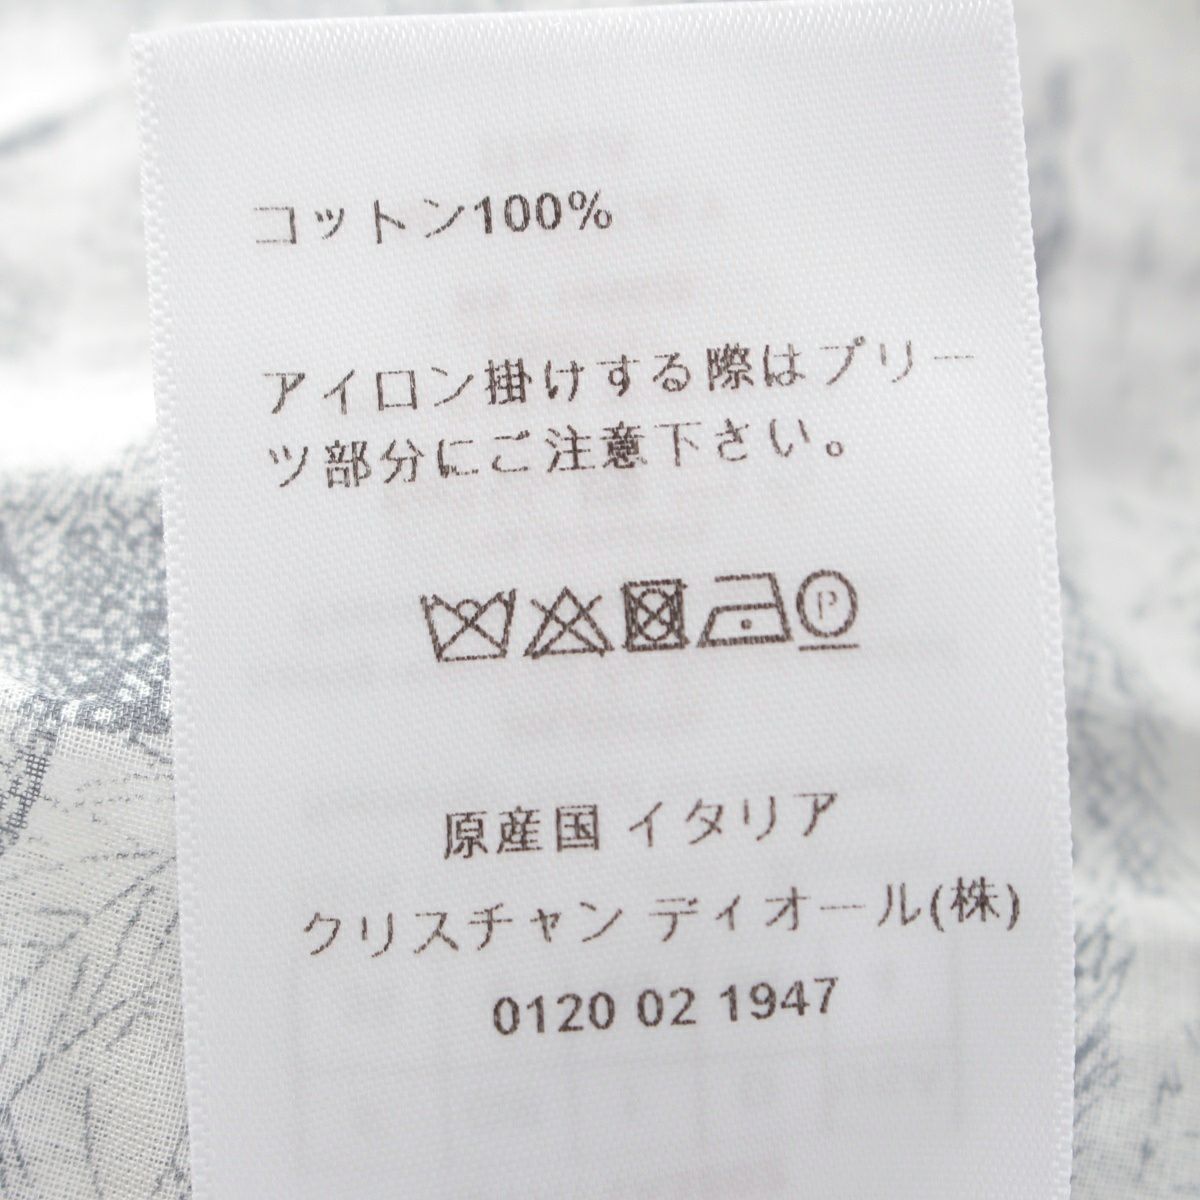 コットン100%
アイロン掛けする際はプリー
ツ部分にご注意下さい。
P
原産国 イタリア
クリスチャン ディオール(株)
0120 02 1947